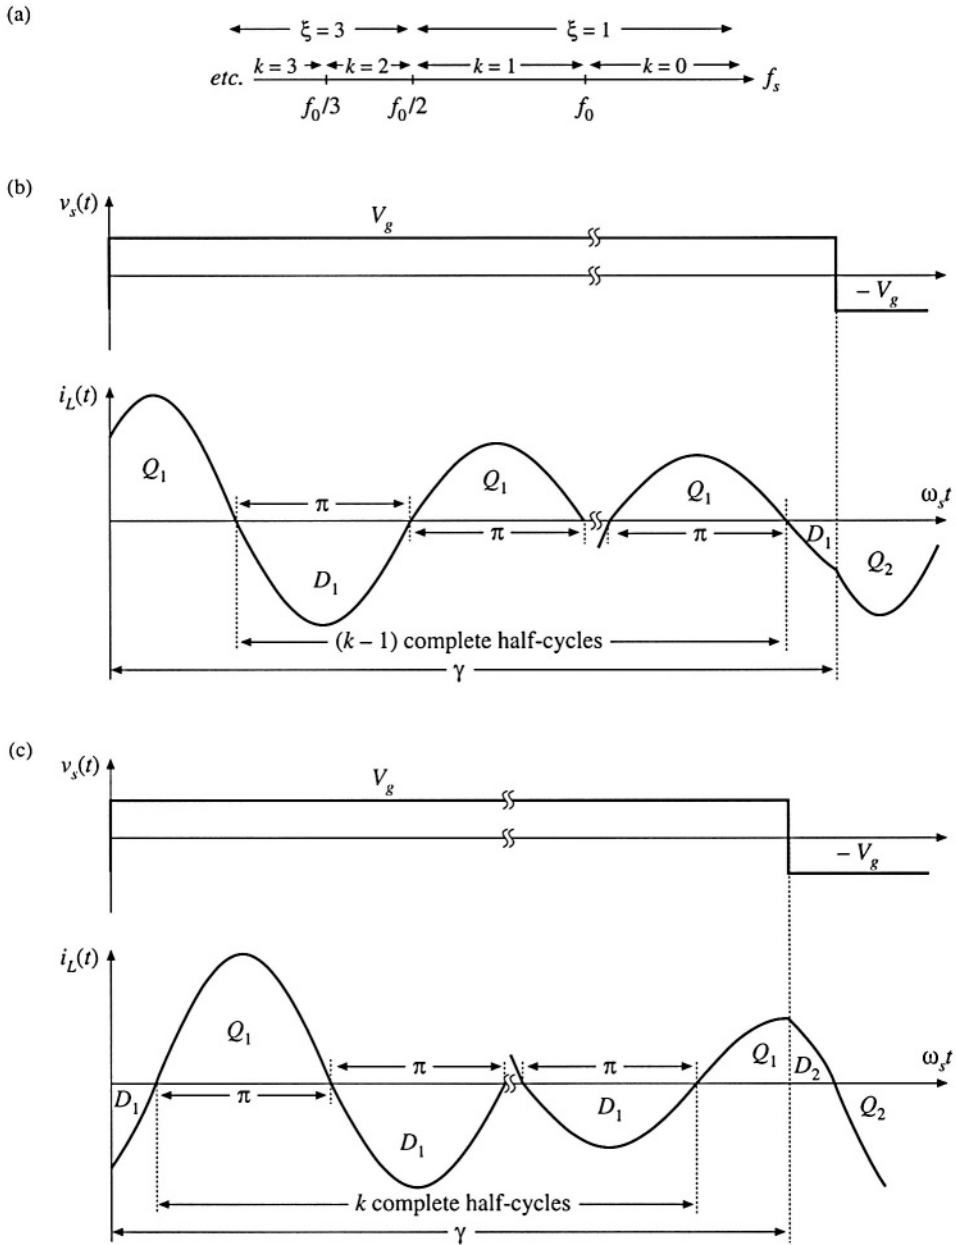 (a)
ξ = 3 ξ = 1
etc. k = 3 k = 2 k = 1 k = 0 f_s
f_0/3 f_0/2 f_0
(b)
v_s(t)
V_g
– V_g
i_L(t)
Q_1 Q_1 Q_1
π
ω_s t
π π
D_1 Q_2
D_1
(k – 1) complete half-cycles
γ
(c)
v_s(t)
V_g
– V_g
i_L(t)
Q_1
Q_1 D_2
ω_s t
π π
D_1 π D_1 Q_2
D_1
k complete half-cycles
γ